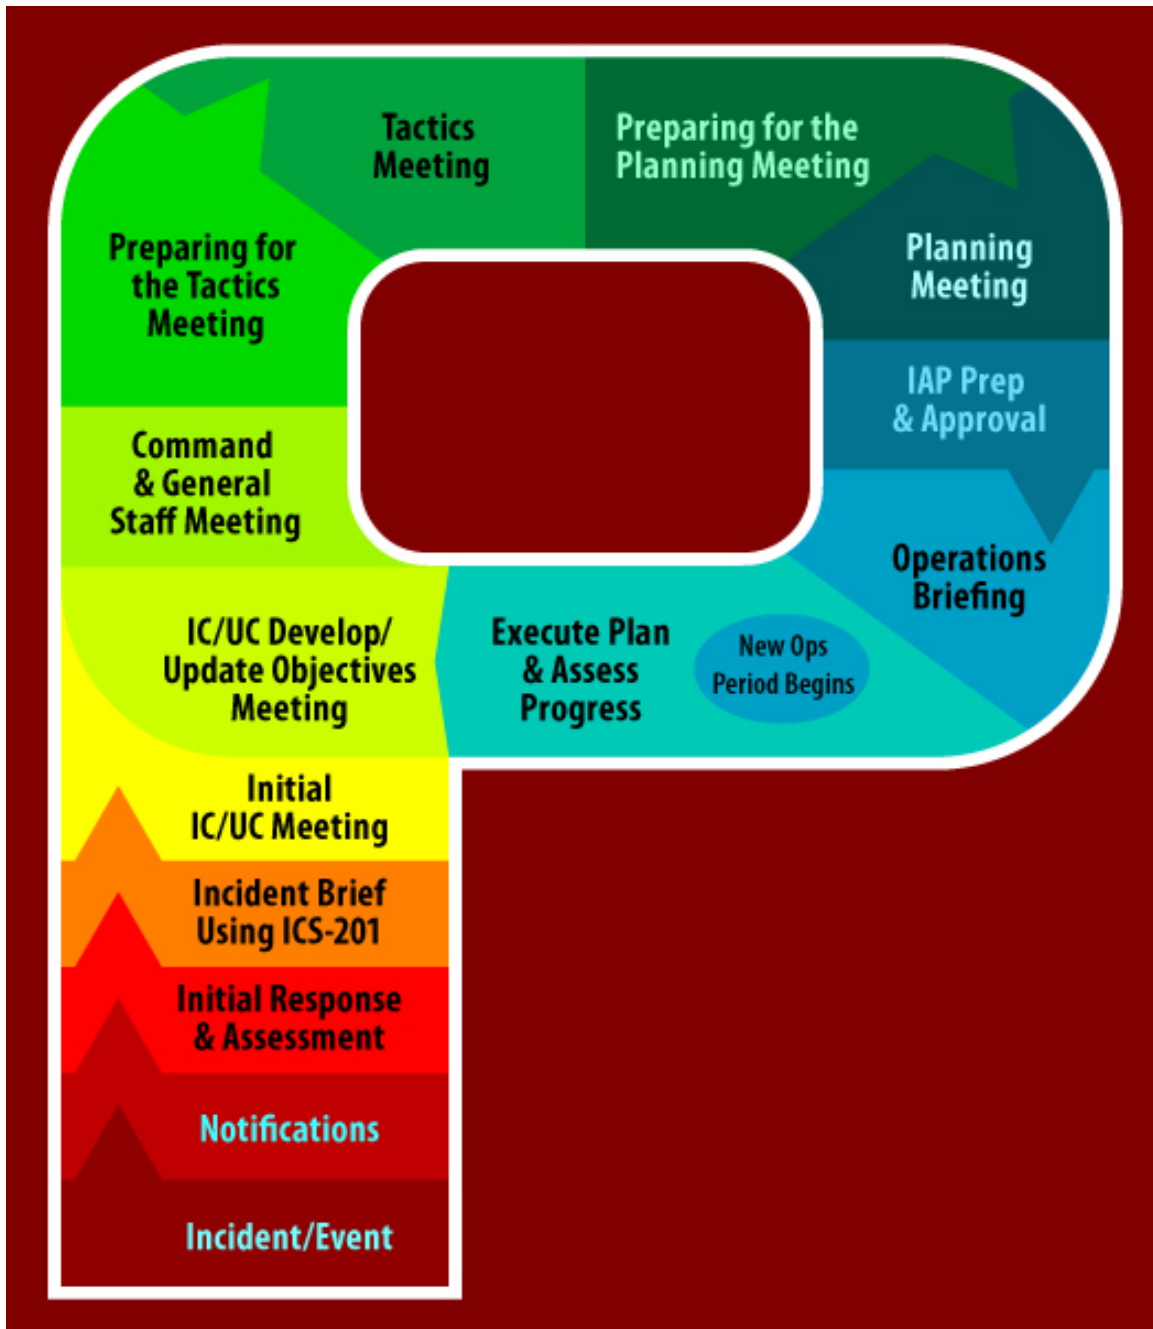 Tactics
Meeting
Preparing for the
Planning Meeting
Preparing for
the Tactics
Meeting
Planning
Meeting
IAP Prep
& Approval
Command
& General
Staff Meeting
Operations
Briefing
IC/UC Develop/
Update Objectives
Meeting
Execute Plan
& Assess
Progress
New Ops
Period Begins
Initial
IC/UC Meeting
Incident Brief
Using ICS-201
Initial Response
& Assessment
Notifications
Incident/Event